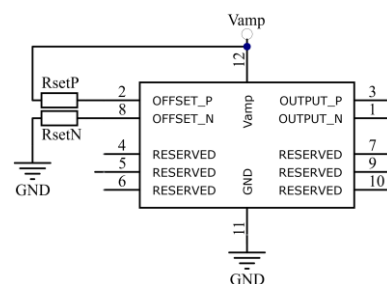 Vamp
12
RsetP
2
OFFSET_P
OUTPUT_P
3
8
OFFSET_N
Vamp
OUTPUT_N
1
RsetN
4
RESERVED
RESERVED
7
5
RESERVED
GND
RESERVED
9
6
RESERVED
RESERVED
10
GND
11
GND